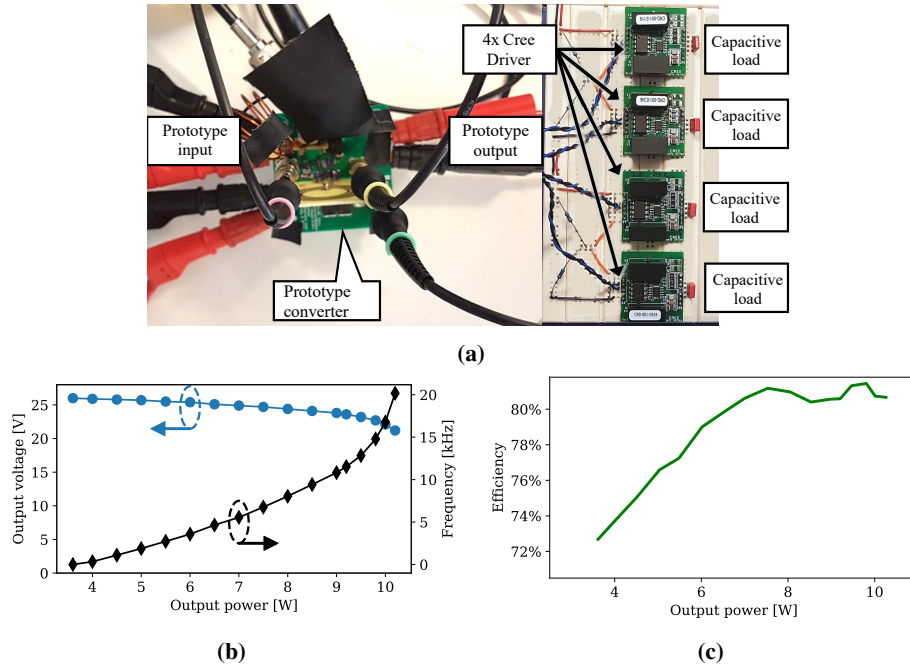 4x Cree
Driver
Prototype
input
Prototype
output
Prototype
converter
Capacitive
load
Capacitive
load
Capacitive
load
Capacitive
load
(a)
Output voltage [V]
25
20
15
10
5
0
4
5
6
7
8
9
10
Output power [W]
20
15
10
5
0
Frequency [kHz]
(b)
Efficiency
80%
78%
76%
74%
72%
4
6
8
10
Output power [W]
(c)